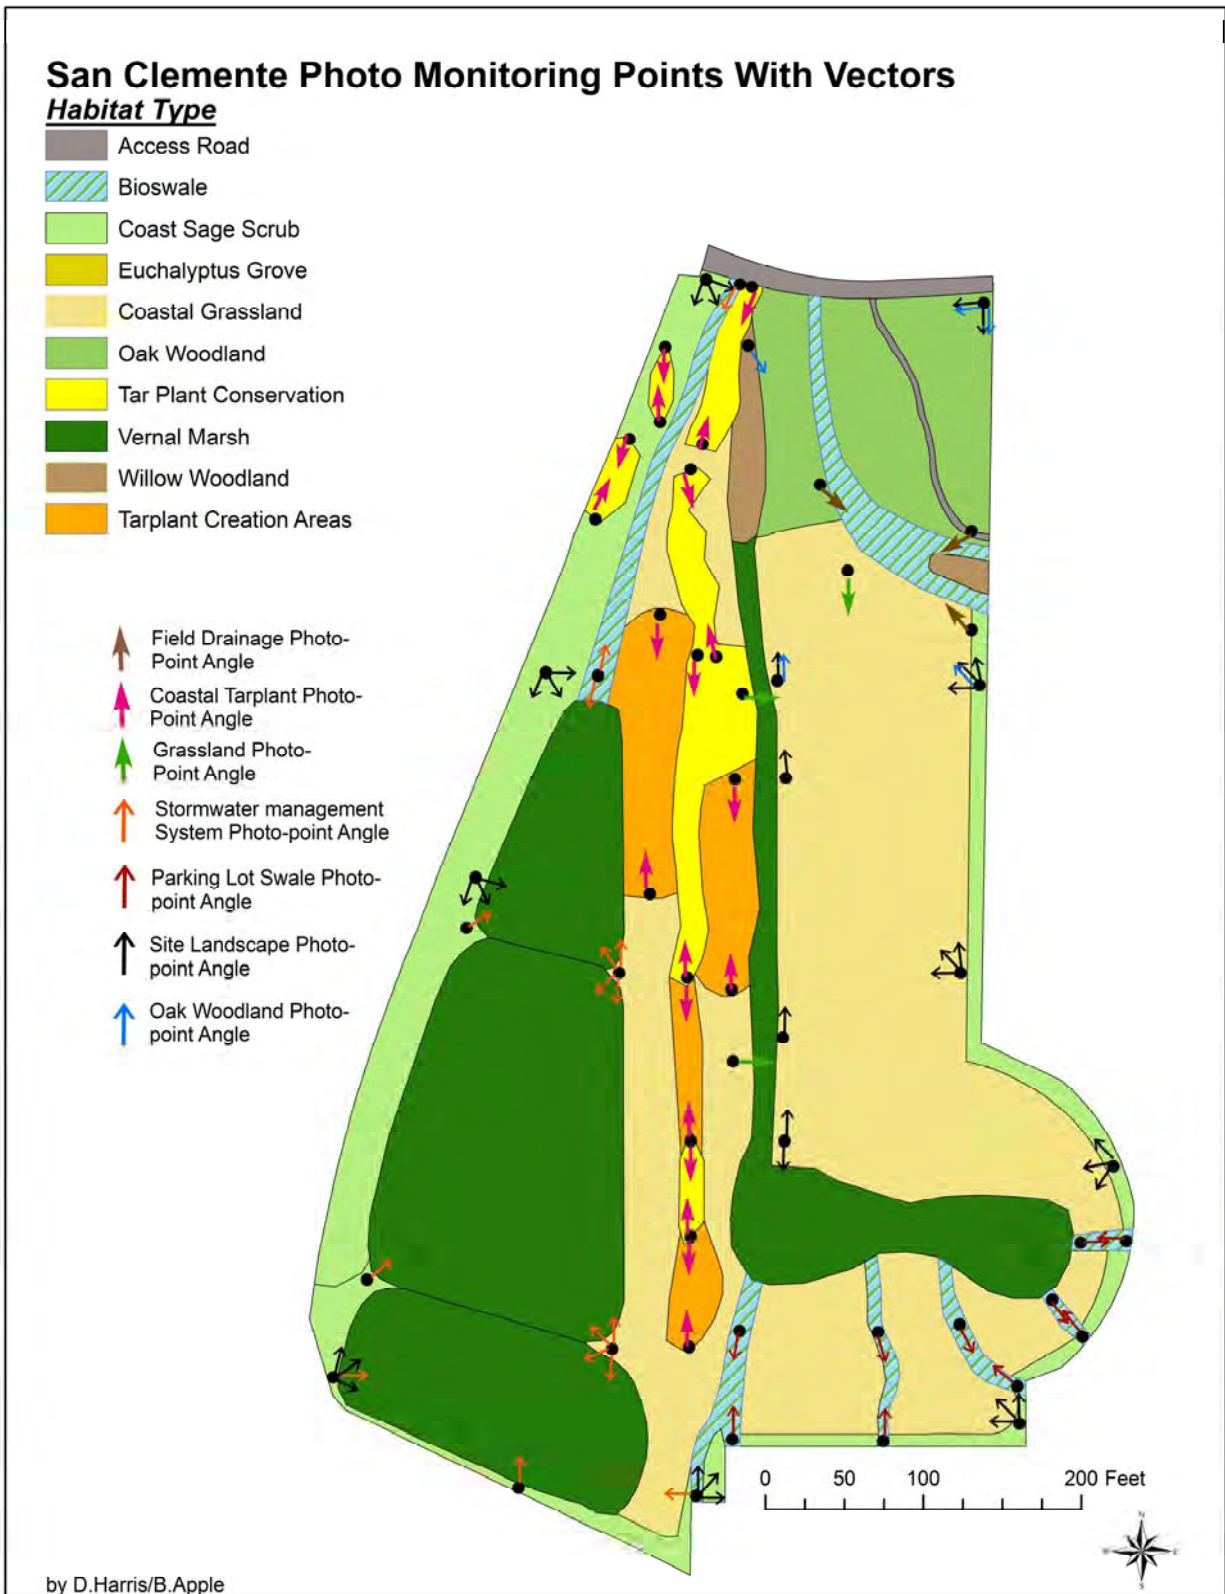 San Clemente Photo Monitoring Points With Vectors
Habitat Type
Access Road
Bioswale
Coast Sage Scrub
Euchalyptus Grove
Coastal Grassland
Oak Woodland
Tar Plant Conservation
Vernal Marsh
Willow Woodland
Tarplant Creation Areas
Field Drainage Photo-
Point Angle
Coastal Tarplant Photo-
Point Angle
Grassland Photo-
Point Angle
Stormwater management
System Photo-point Angle
Parking Lot Swale Photo-
point Angle
Site Landscape Photo-
point Angle
Oak Woodland Photo-
point Angle
0 50 100 200 Feet
N
W E
S
by D.Harris/B.Apple